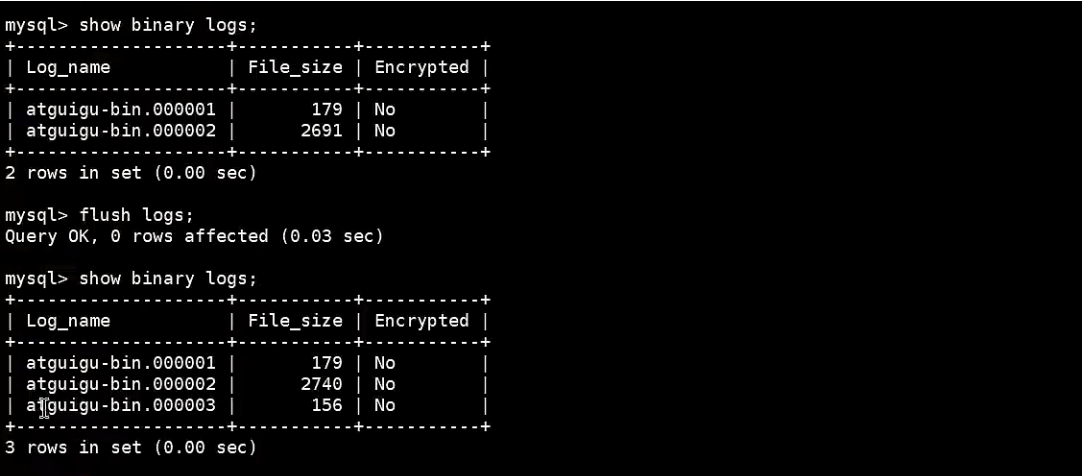 mysql> show binary logs;
+--------------------+-----------+-----------+
| Log_name           | File_size | Encrypted |
+--------------------+-----------+-----------+
| atguigu-bin.000001 |       179 | No        |
| atguigu-bin.000002 |      2691 | No        |
+--------------------+-----------+-----------+
2 rows in set (0.00 sec)
mysql> flush logs;
Query OK, 0 rows affected (0.03 sec)
mysql> show binary logs;
+--------------------+-----------+-----------+
| Log_name           | File_size | Encrypted |
+--------------------+-----------+-----------+
| atguigu-bin.000001 |       179 | No        |
| atguigu-bin.000002 |      2740 | No        |
| atguigu-bin.000003 |       156 | No        |
+--------------------+-----------+-----------+
3 rows in set (0.00 sec)